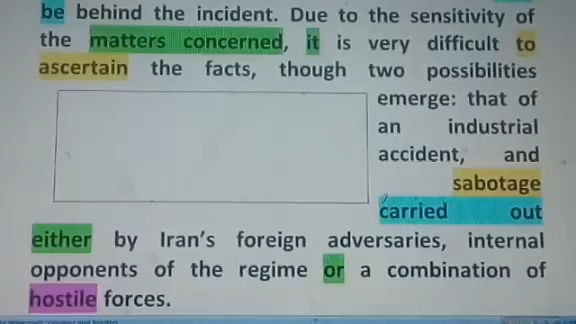 be behind the incident. Due to the sensitivity of
the matters concerned, it is very difficult to
ascertain the facts, though two possibilities
emerge: that of
an industrial
accident, and
sabotage
carried out
either by Iran's foreign adversaries, internal
opponents of the regime or a combination of
hostile forces.